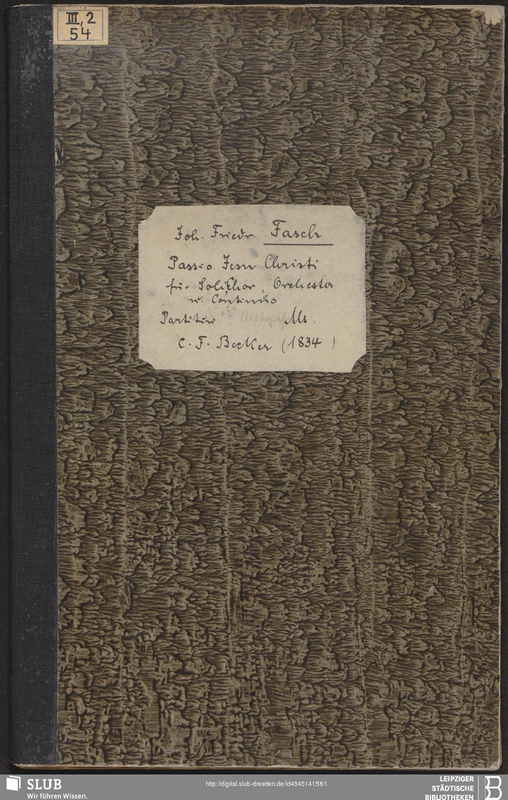 III, 2
54
Joh. Friedr. Fasch
Passio Jesu Christi
für Soli, Chor, Orchester
u. Continuo
Partitur Ms.
C. F. Becker (1834)
SLUB
Wir führen Wissen.
http://digital.slub-dresden.de/id454514158/1
LEIPZIGER
STÄDTISCHE
BIBLIOTHEKEN